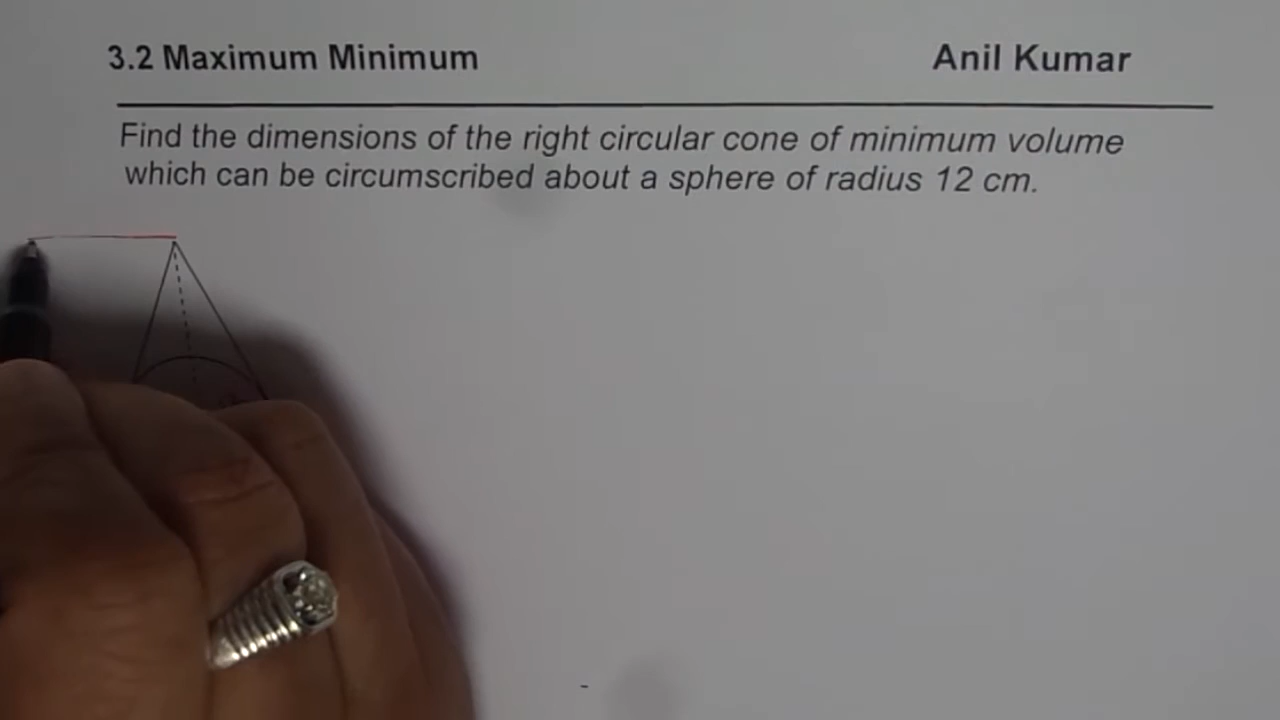 3.2 Maximum Minimum Anil Kumar
Find the dimensions of the right circular cone of minimum volume
which can be circumscribed about a sphere of radius 12 cm.